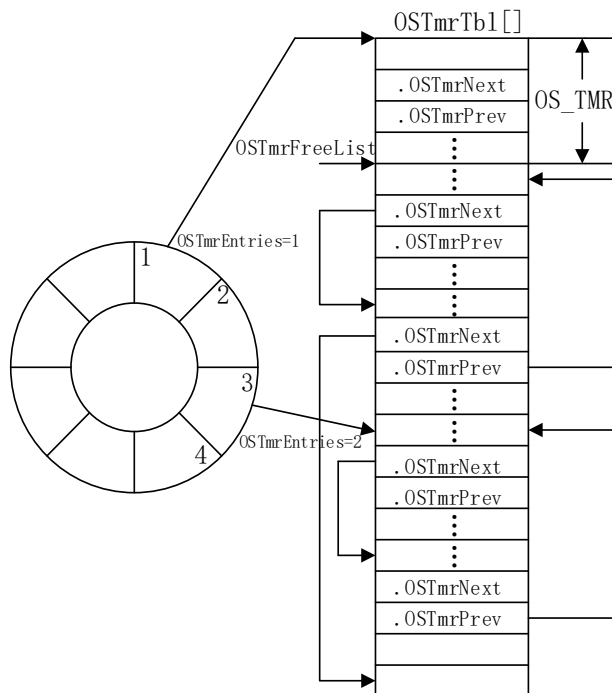 OSTmrTbl[]
.OSTmrNext
OS_TMR
.OSTmrPrev
OSTmrFreeList
.OSTmrNext
OSTmrEntries=1
.OSTmrPrev
1
2
.OSTmrNext
3
.OSTmrPrev
OSTmrEntries=2
4
.OSTmrNext
.OSTmrPrev
.OSTmrNext
.OSTmrPrev